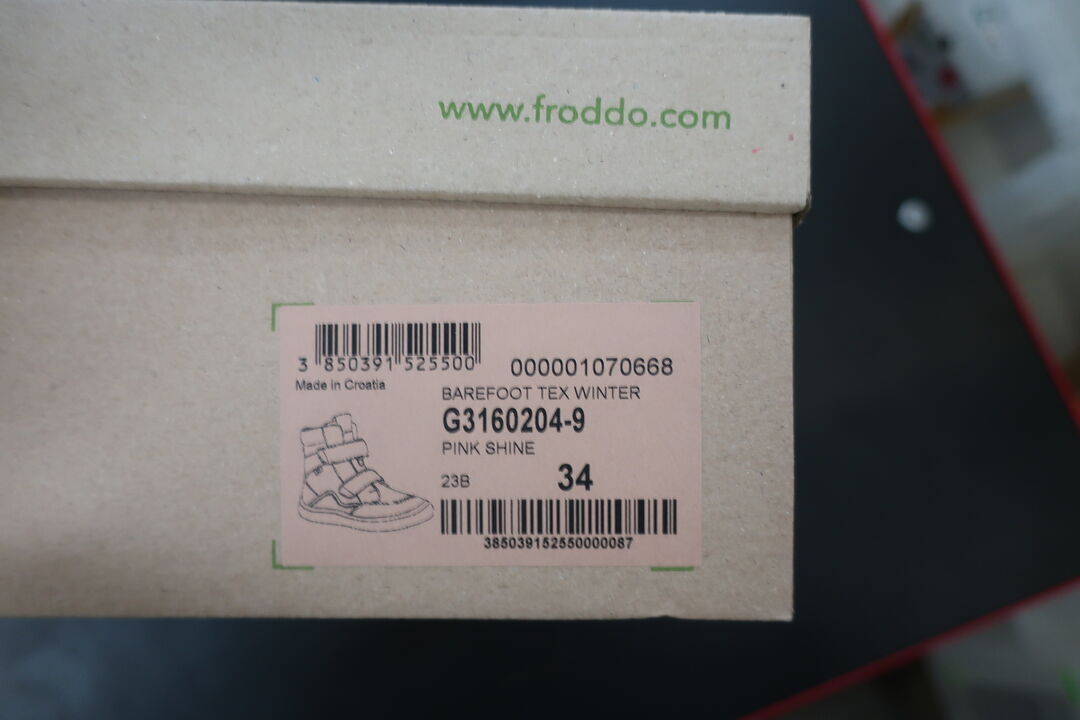 www.froddo.com
3 850391 525500
000001070668
Made in Croatia
BAREFOOT TEX WINTER
G3160204-9
PINK SHINE
23B
34
385039152550000087